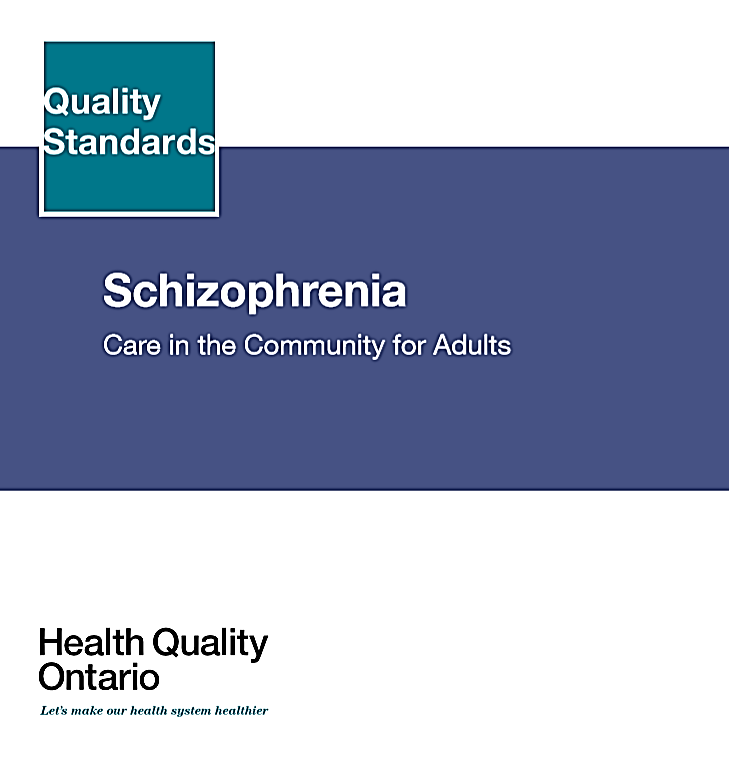 Quality
Standards
Schizophrenia
Care in the Community for Adults
Health Quality
Ontario
Let's make our health system healthier